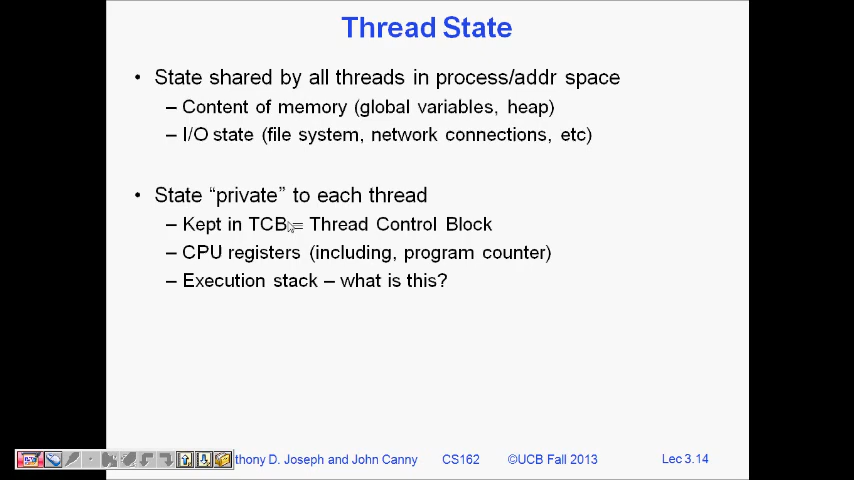 Thread State
• State shared by all threads in process/addr space
– Content of memory (global variables, heap)
– I/O state (file system, network connections, etc)
• State “private” to each thread
– Kept in TCB ≡ Thread Control Block
– CPU registers (including, program counter)
– Execution stack – what is this?
thony D. Joseph and John Canny CS162 ©UCB Fall 2013 Lec 3.14